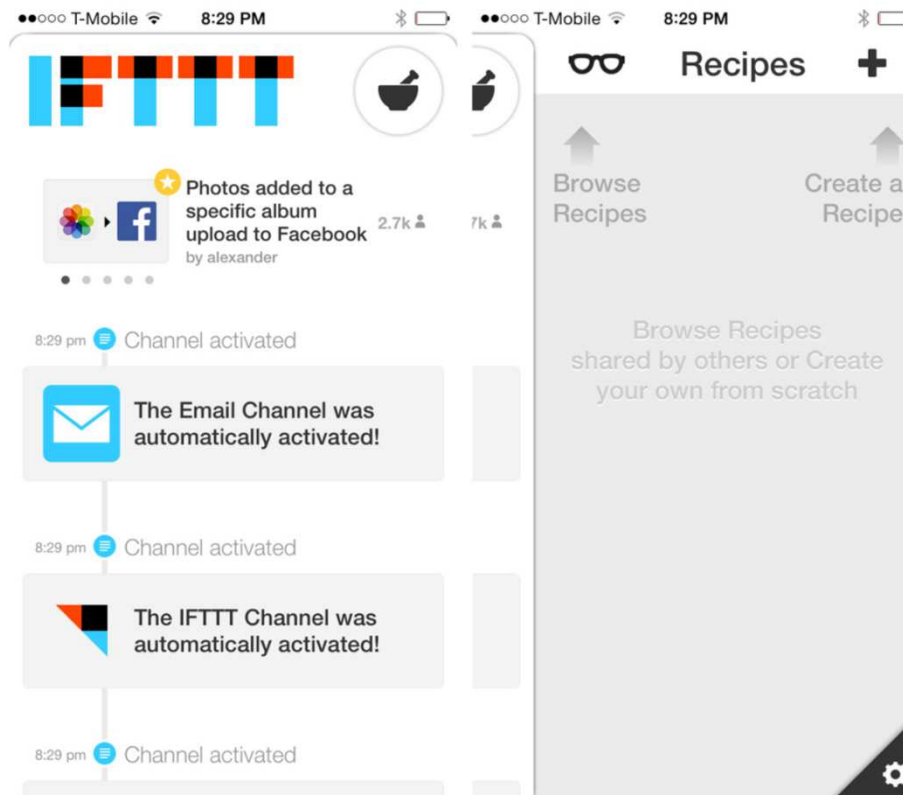 T-Mobile 8:29 PM
IFTTT
Photos added to a
specific album
upload to Facebook
by alexander
2.7k
8:29 pm Channel activated
The Email Channel was
automatically activated!
8:29 pm Channel activated
The IFTTT Channel was
automatically activated!
8:29 pm Channel activated
T-Mobile 8:29 PM
Recipes
7k
Browse
Recipes
Create a
Recipe
Browse Recipes
shared by others or Create
your own from scratch